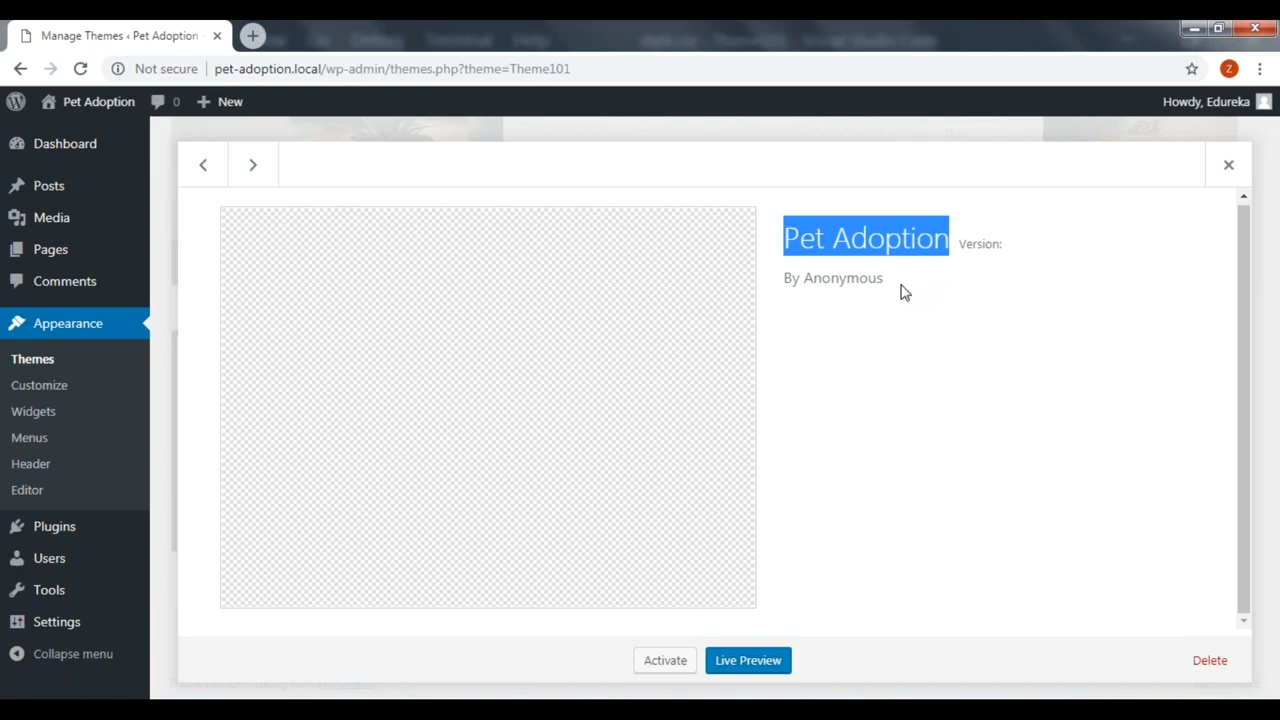 Manage Themes ‹ Pet Adoption
Not secure
pet-adoption.local/wp-admin/themes.php?theme=Theme101
Z
Pet Adoption
0
New
Howdy, Edureka
Dashboard
Posts
Media
Pages
Comments
Appearance
Themes
Customize
Widgets
Menus
Header
Editor
Plugins
Users
Tools
Settings
Collapse menu
Pet Adoption Version:
By Anonymous
Activate
Live Preview
Delete